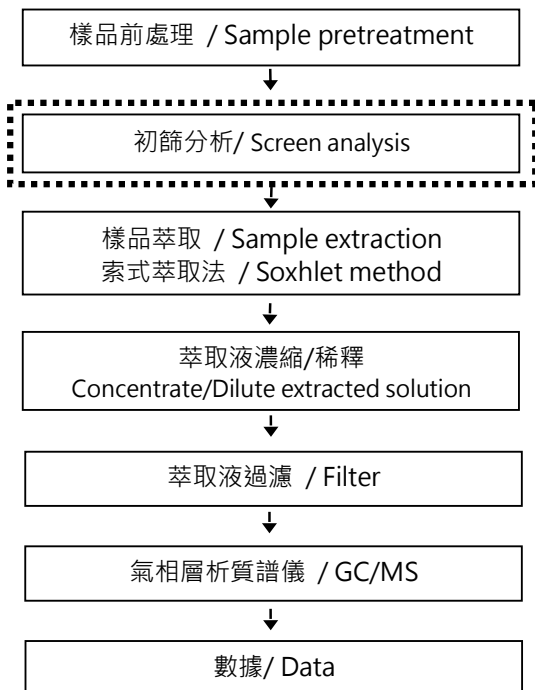 樣品前處理 / Sample pretreatment
初篩分析/ Screen analysis
樣品萃取 / Sample extraction
索式萃取法 / Soxhlet method
萃取液濃縮/稀釋
Concentrate/Dilute extracted solution
萃取液過濾 / Filter
氣相層析質譜儀 / GC/MS
數據/ Data